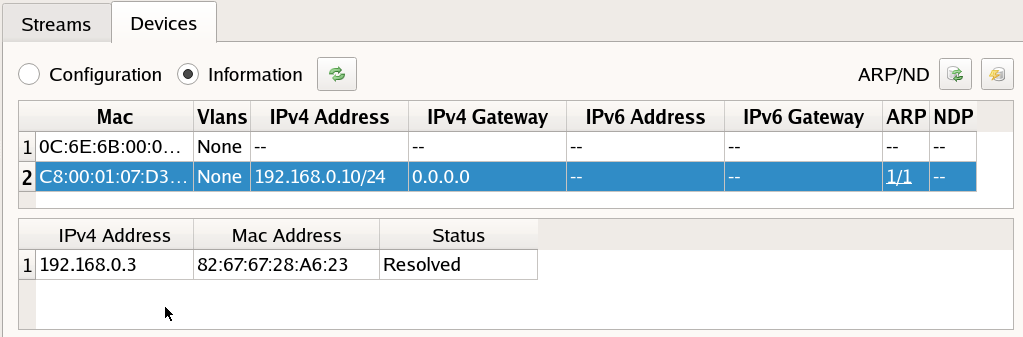 Streams Devices
Configuration Information ARP/ND
Mac Vlans IPv4 Address IPv4 Gateway IPv6 Address IPv6 Gateway ARP NDP
1 0C:6E:6B:00:0... None -- -- -- -- -- --
2 C8:00:01:07:D3... None 192.168.0.10/24 0.0.0.0 -- -- 1/1 --
IPv4 Address Mac Address Status
1 192.168.0.3 82:67:67:28:A6:23 Resolved